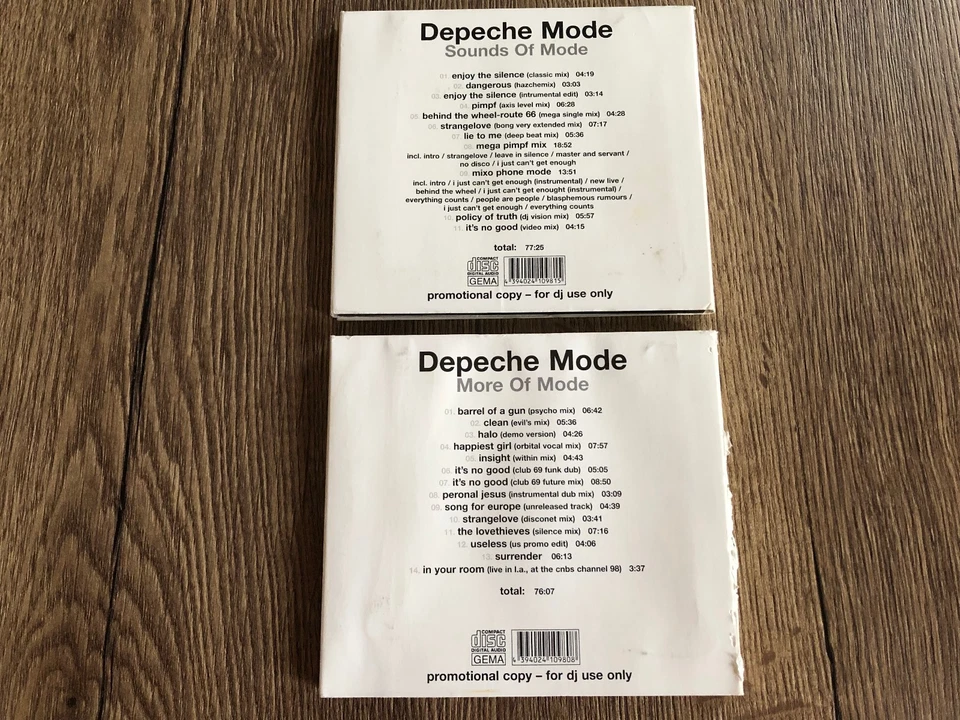 Depeche Mode
Sounds Of Mode
01. enjoy the silence (classic mix) 04:19
02. dangerous (hazchemix) 03:03
03. enjoy the silence (intrumental edit) 03:14
04. pimpf (axis level mix) 06:28
05. behind the wheel-route 66 (mega single mix) 04:28
06. strangelove (bong very extended mix) 07:17
07. lie to me (deep beat mix) 05:36
08. mega pimpf mix 18:52
incl. intro / strangelove / leave in silence / master and servant /
no disco / i just can't get enough
09. mixo phone mode 13:51
incl. intro / i just can't get enough (instrumental) / new live /
behind the wheel / i just can't get enought (instrumental) /
everything counts / people are people / blasphemous rumours /
i just can't get enough / everything counts
10. policy of truth (dj vision mix) 05:57
11. it's no good (video mix) 04:15
total: 77:25
COMPACT
disc
DIGITAL AUDIO
GEMA
4 394024 109815
promotional copy – for dj use only
Depeche Mode
More Of Mode
01. barrel of a gun (psycho mix) 06:42
02. clean (evil's mix) 05:36
03. halo (demo version) 04:26
04. happiest girl (orbital vocal mix) 07:57
05. insight (within mix) 04:43
06. it's no good (club 69 funk dub) 05:05
07. it's no good (club 69 future mix) 08:50
08. peronal jesus (instrumental dub mix) 03:09
09. song for europe (unreleased track) 04:39
10. strangelove (disconet mix) 03:41
11. the lovethieves (silence mix) 07:16
12. useless (us promo edit) 04:06
13. surrender 06:13
14. in your room (live in l.a., at the cnbs channel 98) 3:37
total: 76:07
COMPACT
disc
DIGITAL AUDIO
GEMA
4 394024 109808
promotional copy – for dj use only